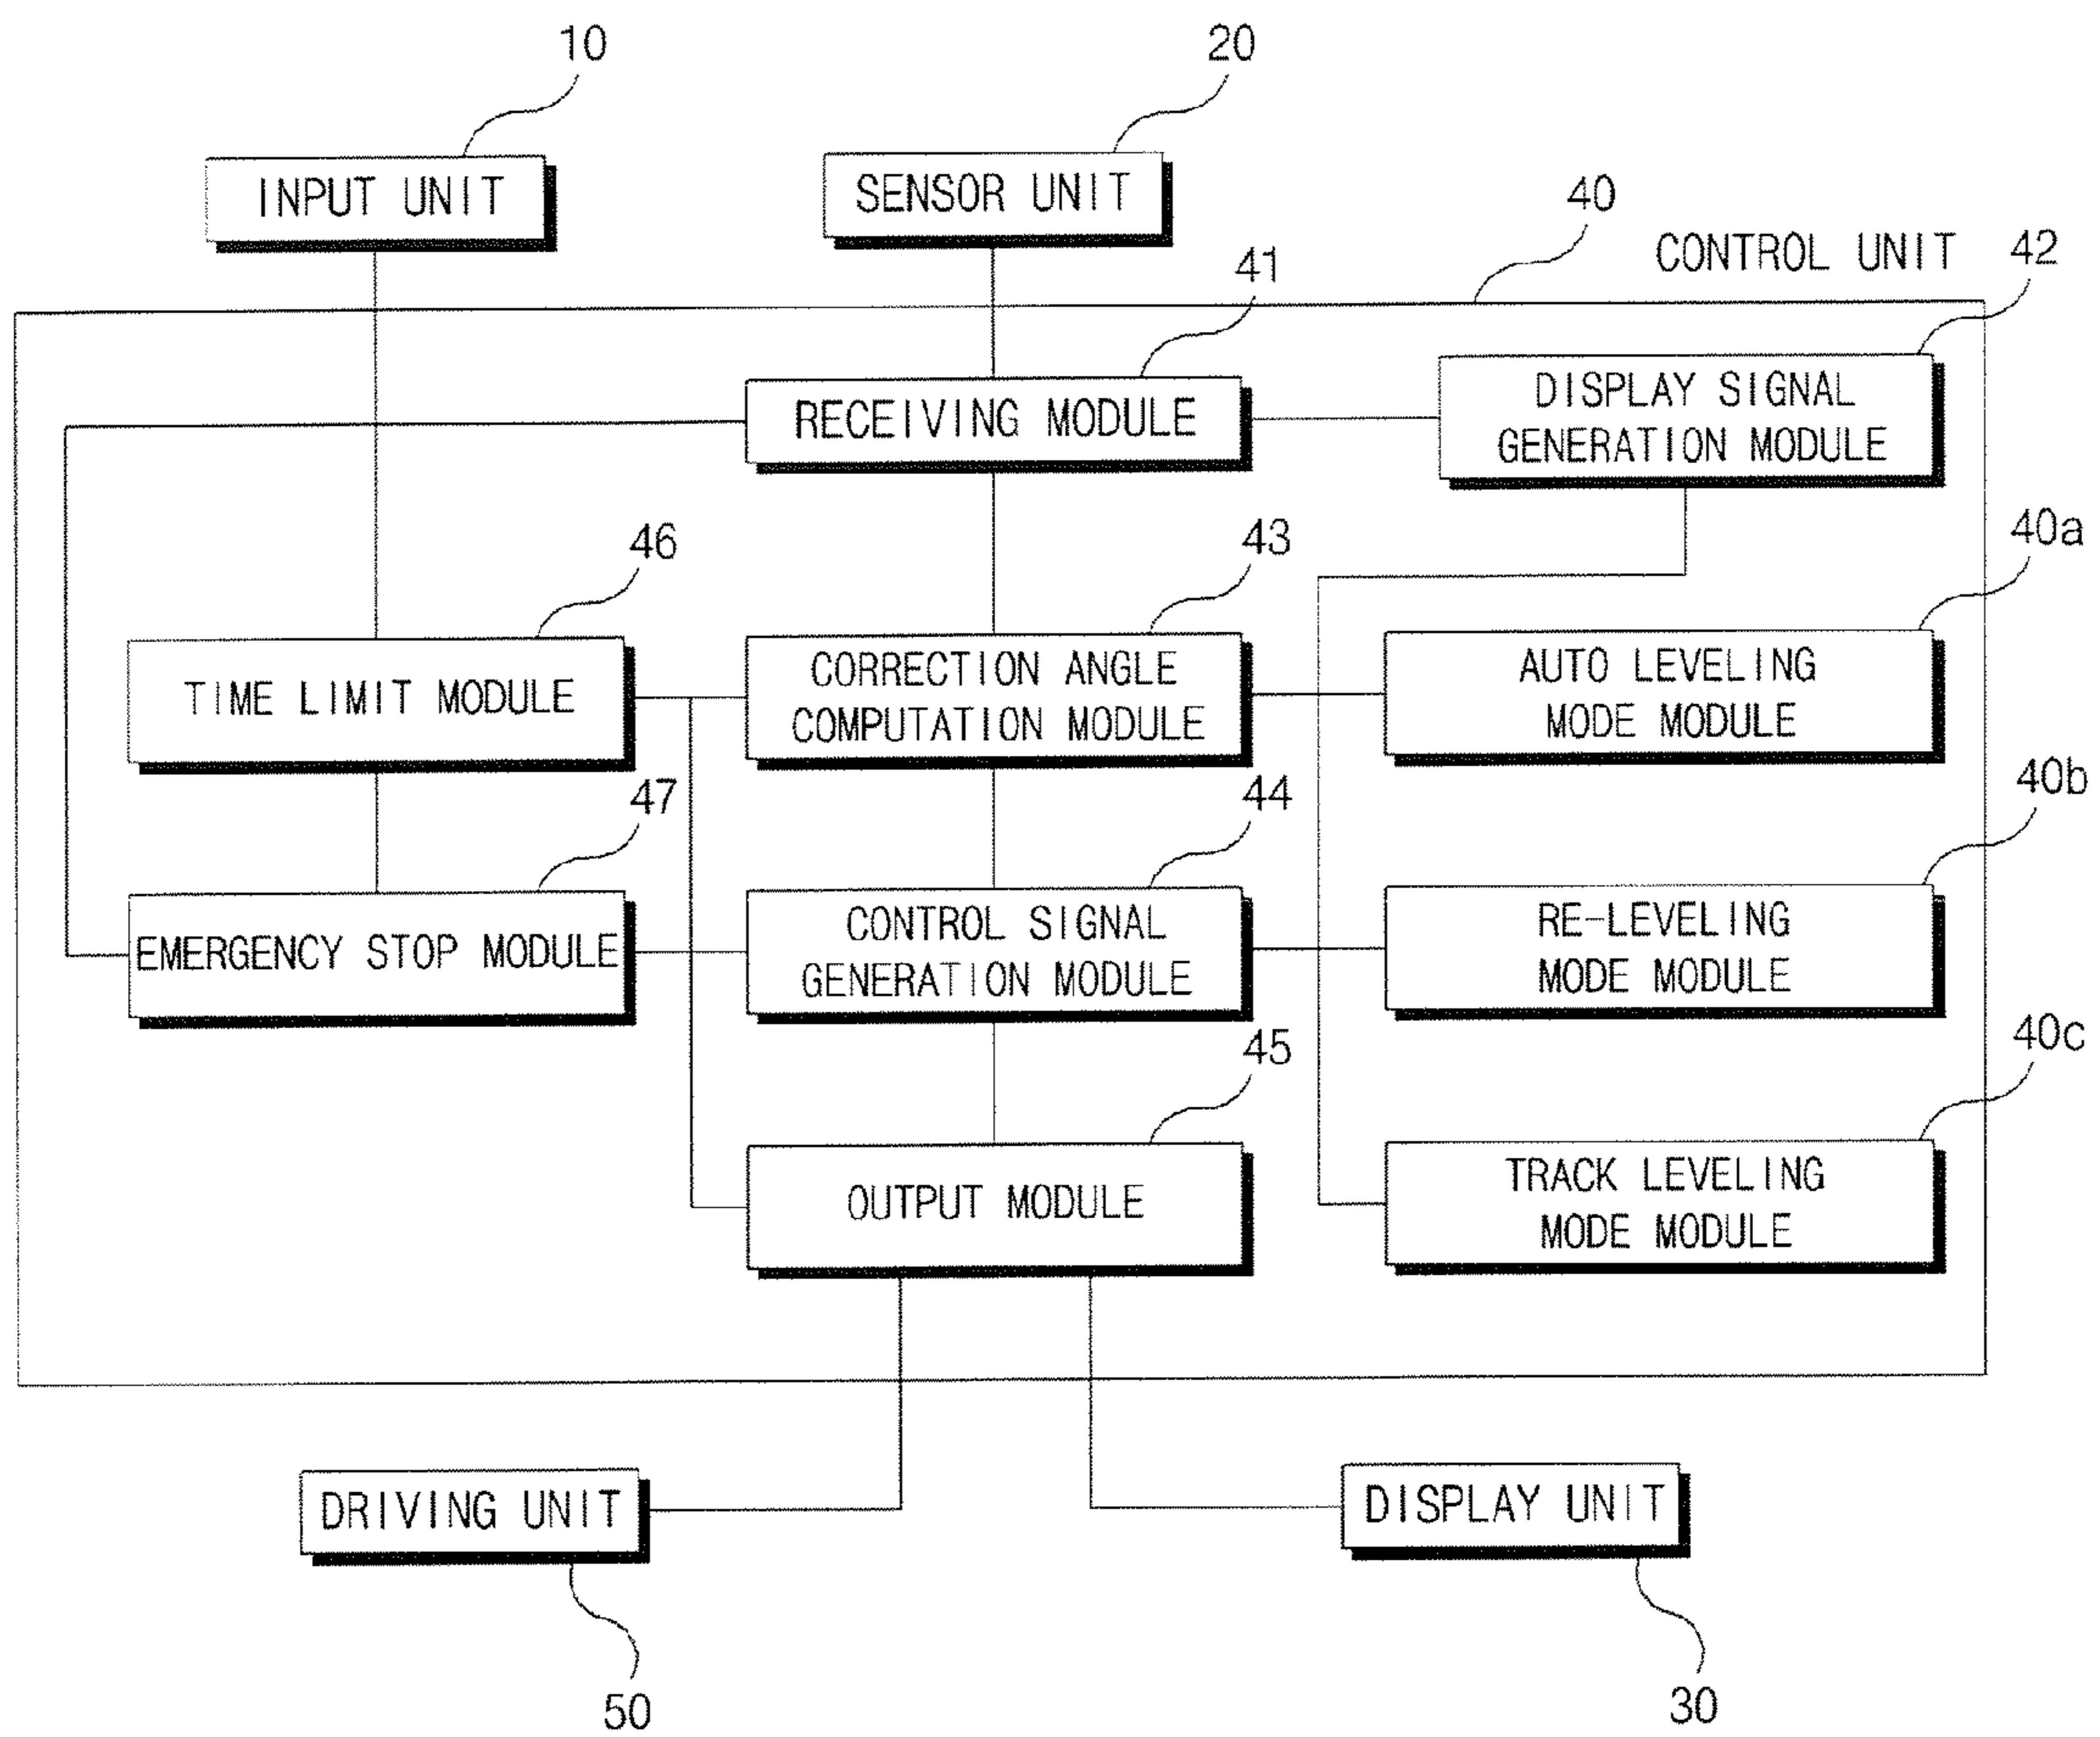 10
20
INPUT UNIT
SENSOR UNIT
40
CONTROL UNIT
42
41
RECEIVING MODULE
DISPLAY SIGNAL
GENERATION MODULE
46
43
40a
TIME LIMIT MODULE
CORRECTION ANGLE
COMPUTATION MODULE
AUTO LEVELING
MODE MODULE
47
44
40b
EMERGENCY STOP MODULE
CONTROL SIGNAL
GENERATION MODULE
RE-LEVELING
MODE MODULE
45
40c
OUTPUT MODULE
TRACK LEVELING
MODE MODULE
DRIVING UNIT
DISPLAY UNIT
50
30